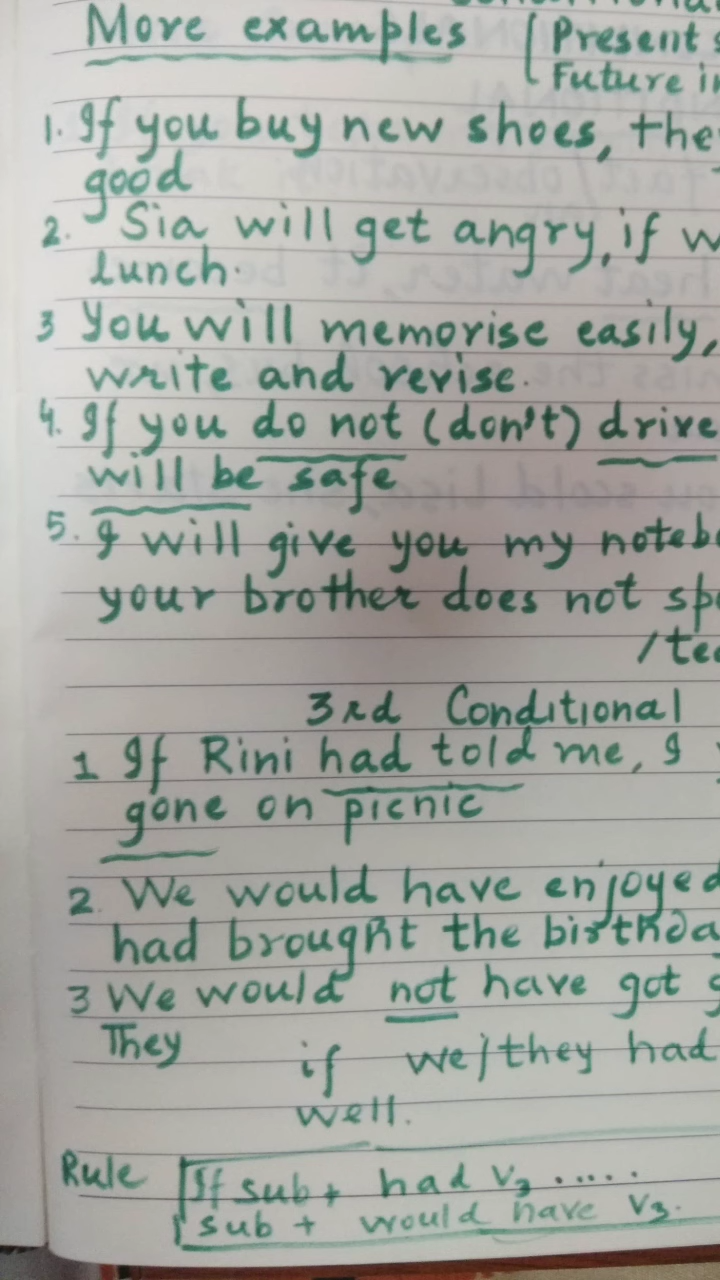 More examples (Present
Future in
1. If you buy new shoes, the
good
2. Sia will get angry, if w
lunch.
3 You will memorise easily,
write and revise.
4. If you do not (don't) drive
will be safe
5. I will give you my noteb
your brother does not sp
/tea
3rd Conditional
1 If Rini had told me, I
gone on picnic
2. We would have enjoyed
had brought the birthda
3 We would not have got g
They if we/they had
well.
Rule If sub + had V3 .....
sub + would have V3.